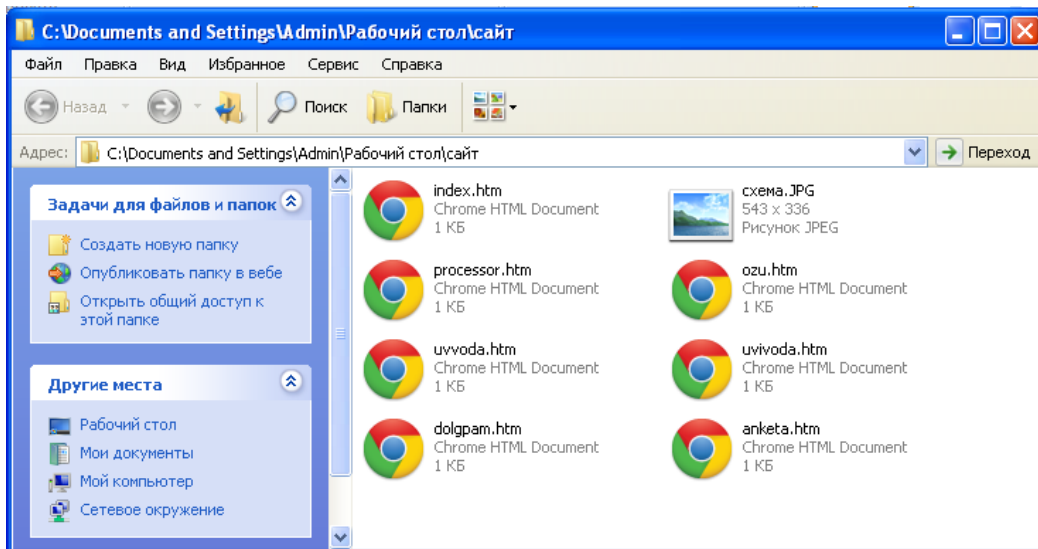 C:\Documents and Settings\Admin\Рабочий стол\сайт
Файл Правка Вид Избранное Сервис Справка
Назад Поиск Папки
Адрес: C:\Documents and Settings\Admin\Рабочий стол\сайт Переход
Задачи для файлов и папок
Создать новую папку
Опубликовать папку в вебе
Открыть общий доступ к
этой папке
Другие места
Рабочий стол
Мои документы
Мой компьютер
Сетевое окружение
index.htm
Chrome HTML Document
1 КБ
схема.JPG
543 x 336
Рисунок JPEG
processor.htm
Chrome HTML Document
1 КБ
ozu.htm
Chrome HTML Document
1 КБ
uvvoda.htm
Chrome HTML Document
1 КБ
uvivoda.htm
Chrome HTML Document
1 КБ
dolgpam.htm
Chrome HTML Document
1 КБ
anketa.htm
Chrome HTML Document
1 КБ